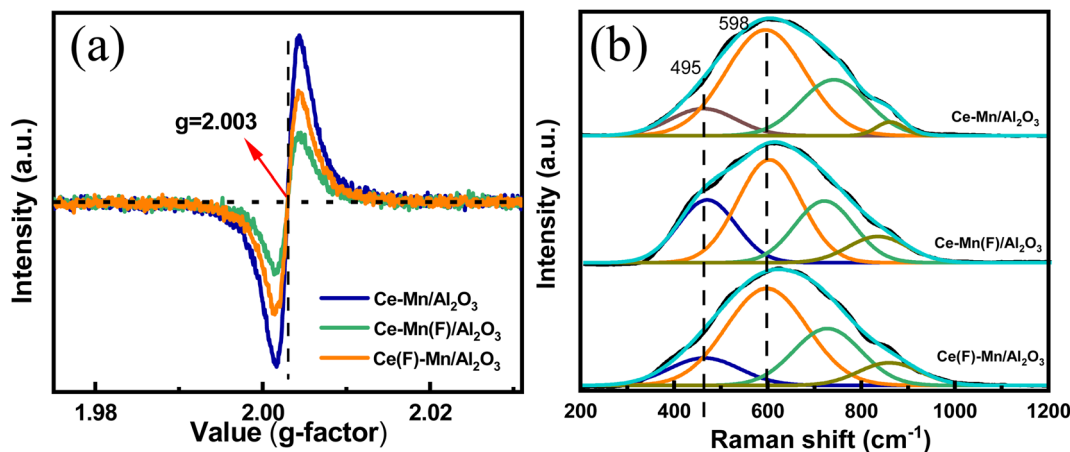 (a)
g=2.003
Intensity (a.u.)
Ce-Mn/Al₂O₃
Ce-Mn(F)/Al₂O₃
Ce(F)-Mn/Al₂O₃
1.98
2.00
2.02
Value (g-factor)
(b)
598
495
Intensity (a.u.)
Ce-Mn/Al₂O₃
Ce-Mn(F)/Al₂O₃
Ce(F)-Mn/Al₂O₃
200
400
600
800
1000
1200
Raman shift (cm⁻¹)